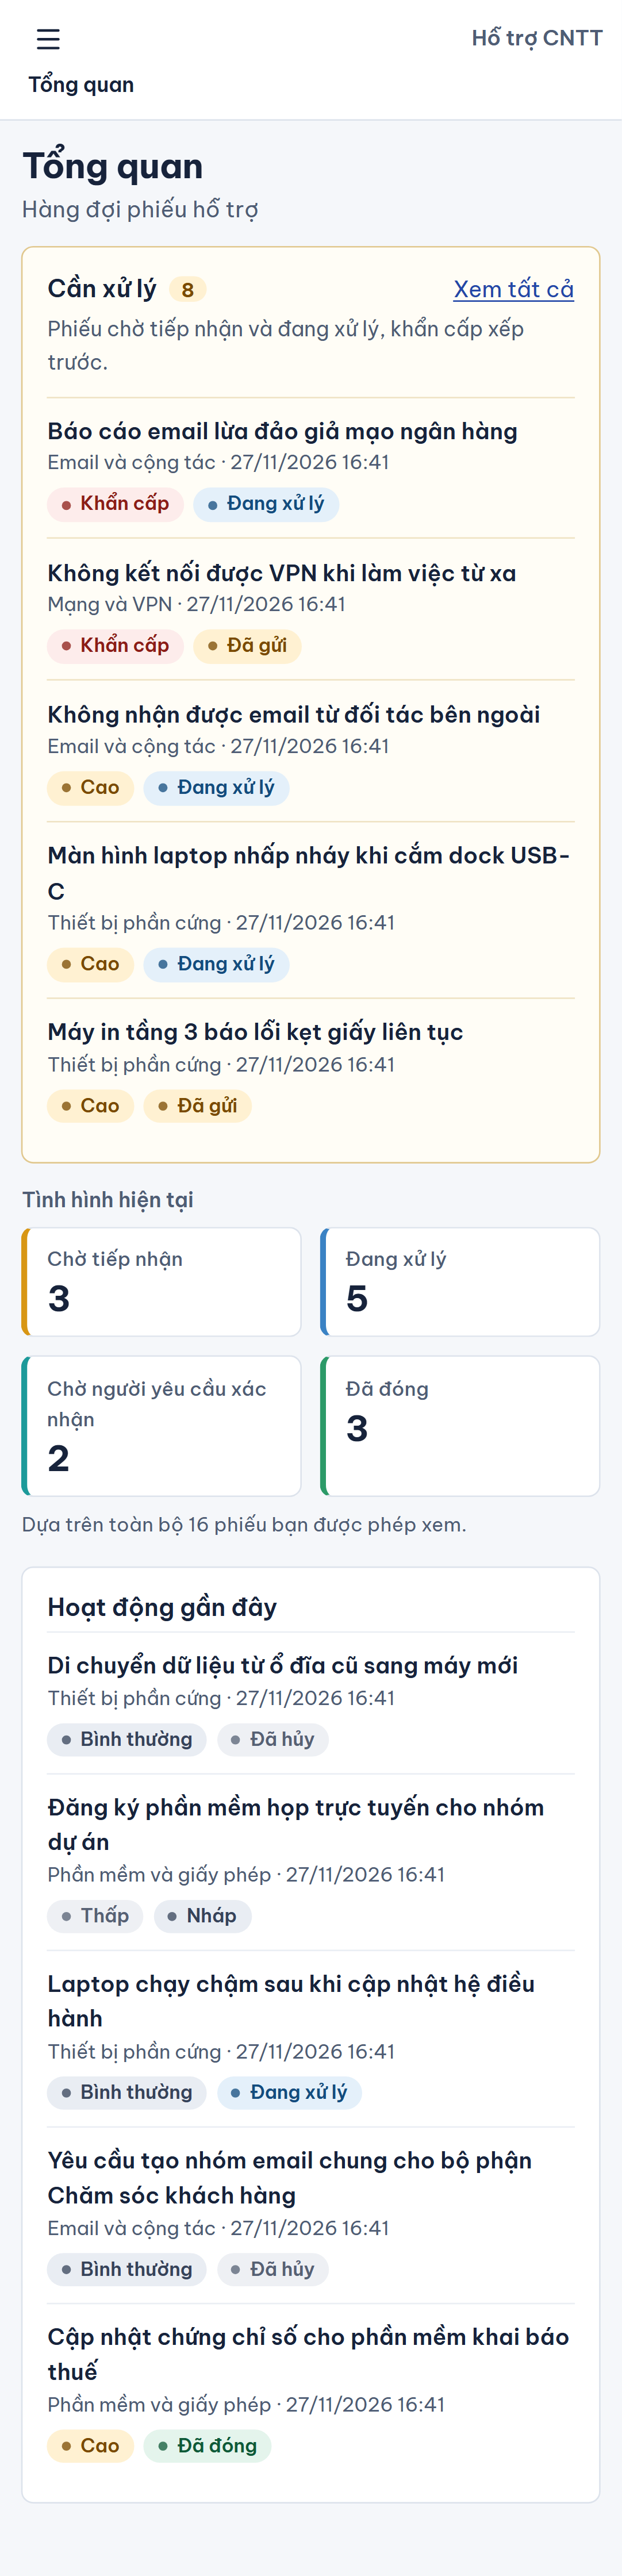 Hỗ trợ CNTT
Tổng quan
Tổng quan
Hàng đợi phiếu hỗ trợ
Cần xử lý 8 Xem tất cả
Phiếu chờ tiếp nhận và đang xử lý, khẩn cấp xếp
trước.
Báo cáo email lừa đảo giả mạo ngân hàng
Email và cộng tác · 27/11/2026 16:41
Khẩn cấp Đang xử lý
Không kết nối được VPN khi làm việc từ xa
Mạng và VPN · 27/11/2026 16:41
Khẩn cấp Đã gửi
Không nhận được email từ đối tác bên ngoài
Email và cộng tác · 27/11/2026 16:41
Cao Đang xử lý
Màn hình laptop nhấp nháy khi cắm dock USB-
C
Thiết bị phần cứng · 27/11/2026 16:41
Cao Đang xử lý
Máy in tầng 3 báo lỗi kẹt giấy liên tục
Thiết bị phần cứng · 27/11/2026 16:41
Cao Đã gửi
Tình hình hiện tại
Chờ tiếp nhận
3
Đang xử lý
5
Chờ người yêu cầu xác
nhận
2
Đã đóng
3
Dựa trên toàn bộ 16 phiếu bạn được phép xem.
Hoạt động gần đây
Di chuyển dữ liệu từ ổ đĩa cũ sang máy mới
Thiết bị phần cứng · 27/11/2026 16:41
Bình thường Đã hủy
Đăng ký phần mềm họp trực tuyến cho nhóm
dự án
Phần mềm và giấy phép · 27/11/2026 16:41
Thấp Nháp
Laptop chạy chậm sau khi cập nhật hệ điều
hành
Thiết bị phần cứng · 27/11/2026 16:41
Bình thường Đang xử lý
Yêu cầu tạo nhóm email chung cho bộ phận
Chăm sóc khách hàng
Email và cộng tác · 27/11/2026 16:41
Bình thường Đã hủy
Cập nhật chứng chỉ số cho phần mềm khai báo
thuế
Phần mềm và giấy phép · 27/11/2026 16:41
Cao Đã đóng